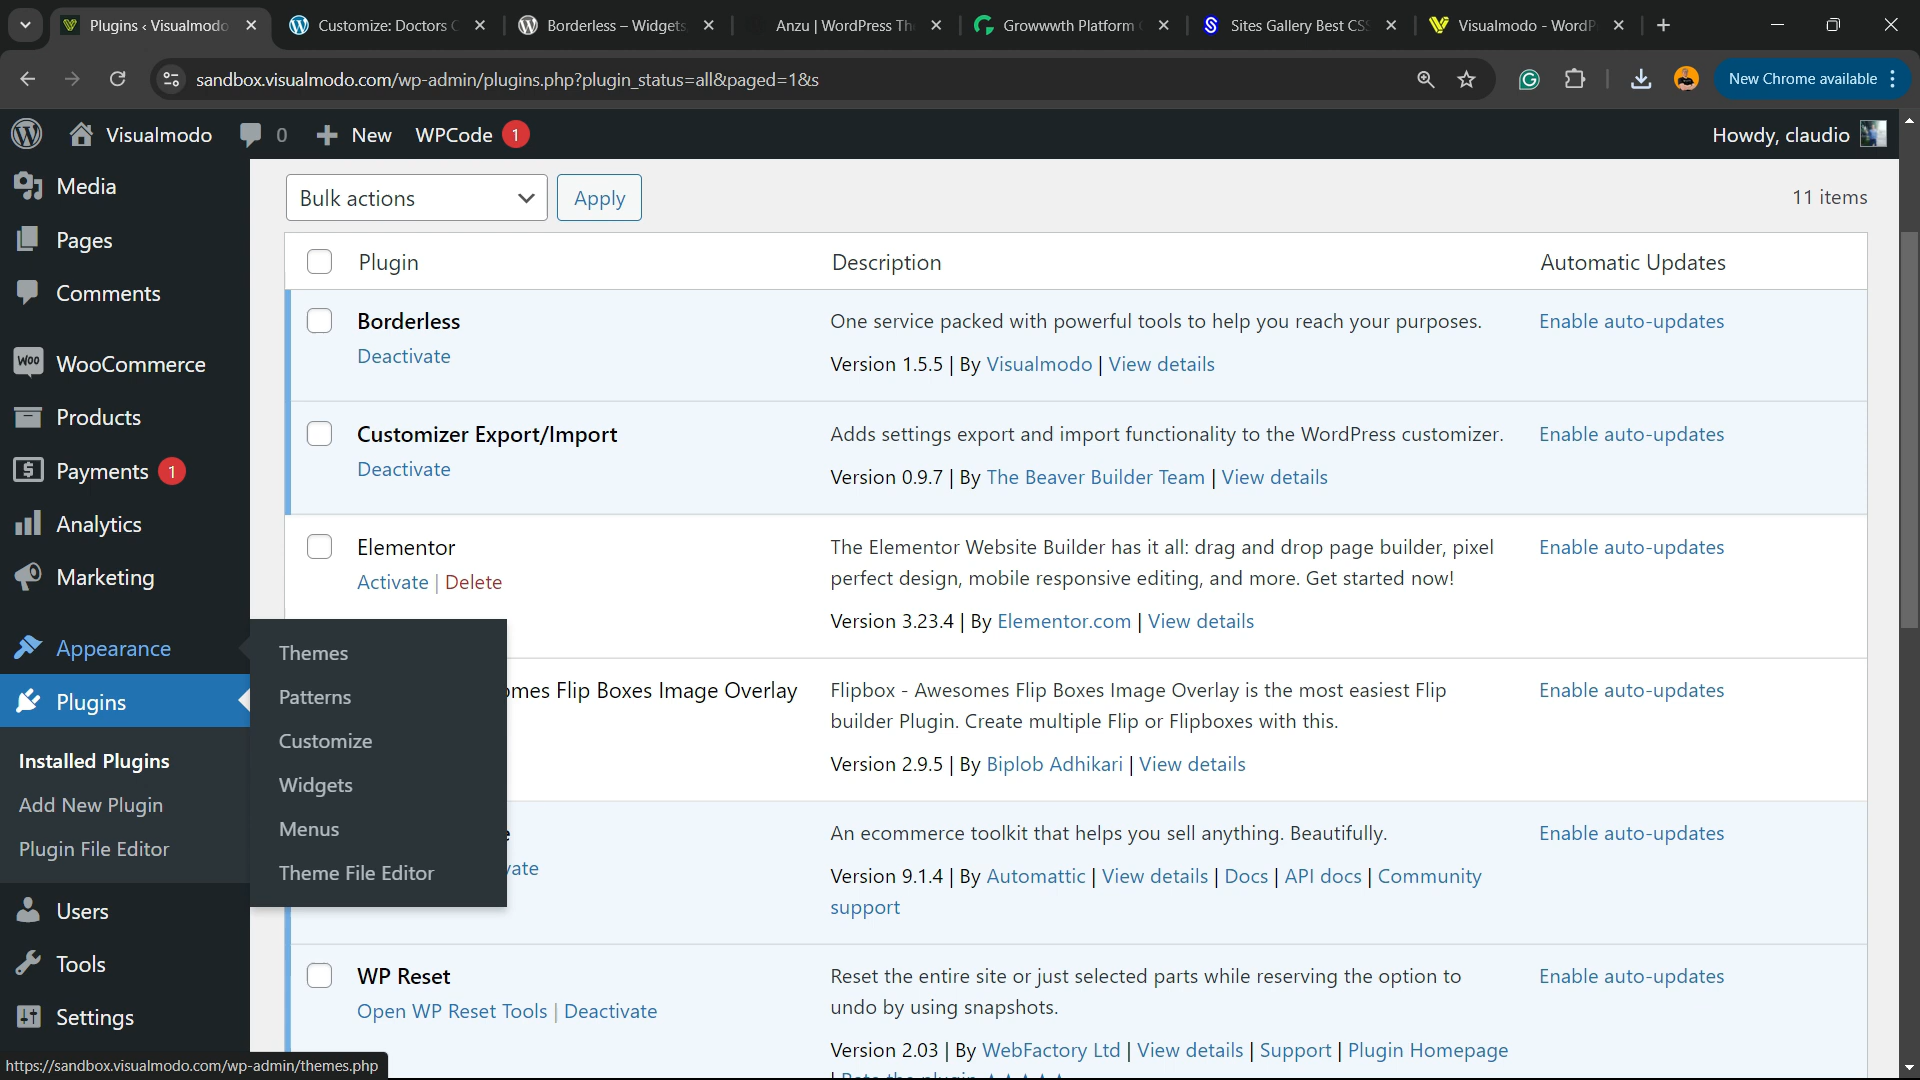 Plugins ‹ Visualmodo
Customize: Doctors C
Borderless – Widgets
Anzu | WordPress Th
Growwwth Platform
Sites Gallery Best CSS
Visualmodo - WordP
sandbox.visualmodo.com/wp-admin/plugins.php?plugin_status=all&paged=1&s
New Chrome available
Visualmodo
0
New
WPCode 1
Howdy, claudio
Media
Pages
Comments
WOO WooCommerce
Products
Payments 1
Analytics
Marketing
Appearance
Plugins
Installed Plugins
Add New Plugin
Plugin File Editor
Users
Tools
Settings
Themes
Patterns
Customize
Widgets
Menus
Theme File Editor
Bulk actions
Apply
11 items
Plugin
Description
Automatic Updates
Borderless
Deactivate
One service packed with powerful tools to help you reach your purposes.
Version 1.5.5 | By Visualmodo | View details
Enable auto-updates
Customizer Export/Import
Deactivate
Adds settings export and import functionality to the WordPress customizer.
Version 0.9.7 | By The Beaver Builder Team | View details
Enable auto-updates
Elementor
Activate | Delete
The Elementor Website Builder has it all: drag and drop page builder, pixel
perfect design, mobile responsive editing, and more. Get started now!
Version 3.23.4 | By Elementor.com | View details
Enable auto-updates
omes Flip Boxes Image Overlay
Flipbox - Awesomes Flip Boxes Image Overlay is the most easiest Flip
builder Plugin. Create multiple Flip or Flipboxes with this.
Version 2.9.5 | By Biplob Adhikari | View details
Enable auto-updates
e
vate
An ecommerce toolkit that helps you sell anything. Beautifully.
Version 9.1.4 | By Automattic | View details | Docs | API docs | Community
support
Enable auto-updates
WP Reset
Open WP Reset Tools | Deactivate
Reset the entire site or just selected parts while reserving the option to
undo by using snapshots.
Version 2.03 | By WebFactory Ltd | View details | Support | Plugin Homepage
Enable auto-updates
https://sandbox.visualmodo.com/wp-admin/themes.php